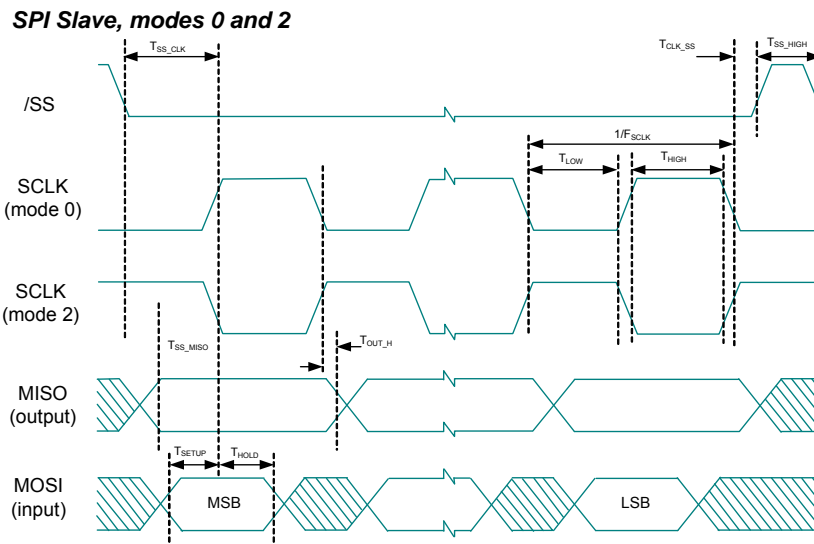 SPI Slave, modes 0 and 2
TSS_CLK
TCLK_SS
TSS_HIGH
/SS
1/FSCLK
TLOW
THIGH
SCLK
(mode 0)
SCLK
(mode 2)
TSS_MISO
TOUT_H
MISO
(output)
TSETUP
THOLD
MOSI
(input)
MSB
LSB